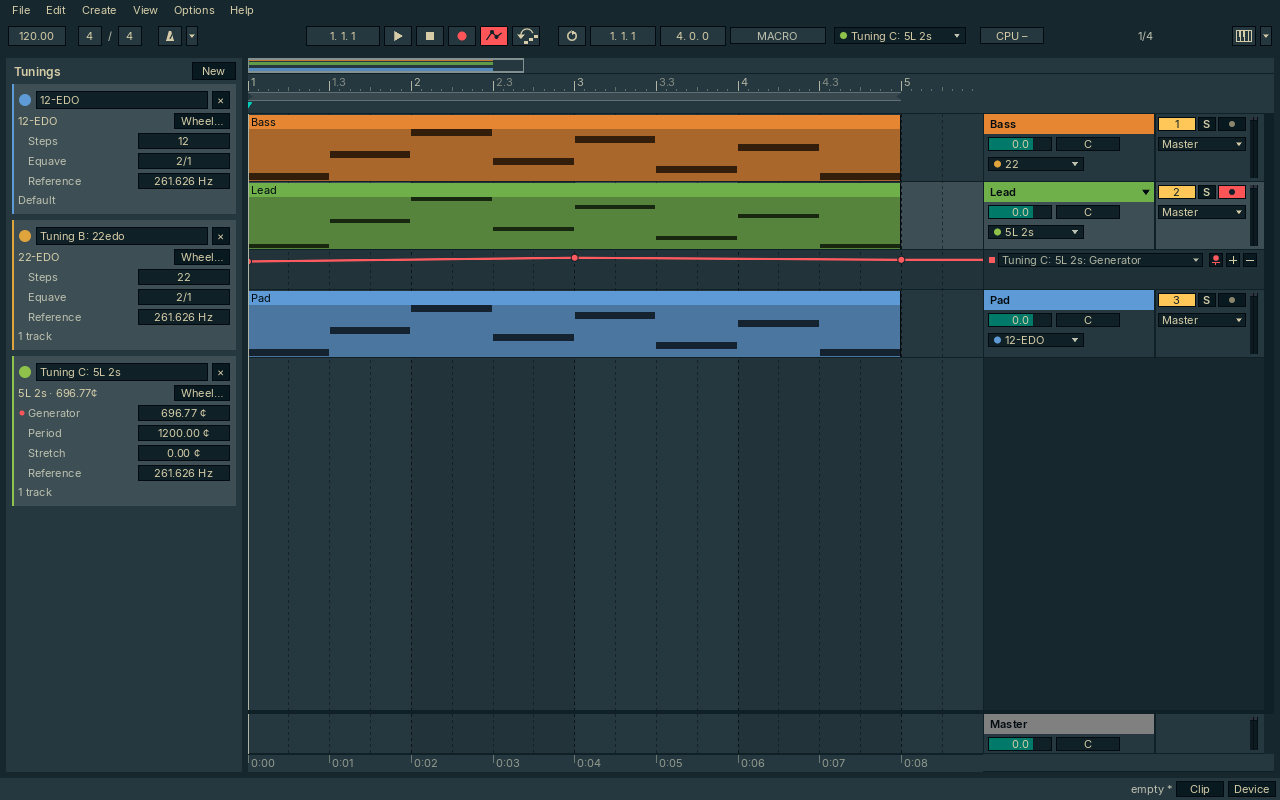 File Edit Create View Options Help
120.00 4 / 4 1. 1. 1 1. 1. 1 4. 0. 0 MACRO Tuning C: 5L 2s CPU – 1/4
Tunings New
12-EDO ×
12-EDO Wheel...
Steps 12
Equave 2/1
Reference 261.626 Hz
Default
Tuning B: 22edo ×
22-EDO Wheel...
Steps 22
Equave 2/1
Reference 261.626 Hz
1 track
Tuning C: 5L 2s ×
5L 2s · 696.77¢ Wheel...
Generator 696.77 ¢
Period 1200.00 ¢
Stretch 0.00 ¢
Reference 261.626 Hz
1 track
1 1.3 2 2.3 3 3.3 4 4.3 5
Bass
Lead
Pad
Bass 1 S
0.0 C Master
22
Lead 2 S
0.0 C Master
5L 2s
Tuning C: 5L 2s: Generator
Pad 3 S
0.0 C Master
12-EDO
Master
0.0 C
0:00 0:01 0:02 0:03 0:04 0:05 0:06 0:07 0:08
empty * Clip Device